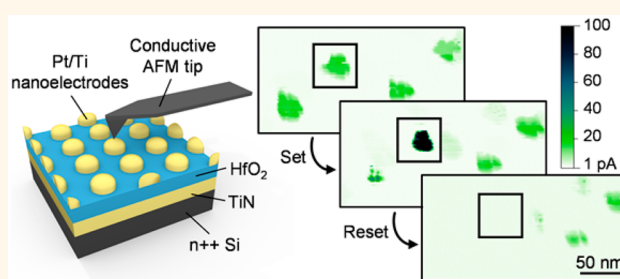 Pt/Ti
nanoelectrodes
Conductive
AFM tip
HfO₂
TiN
n++ Si
Set
Reset
100
80
60
40
20
1 pA
50 nm